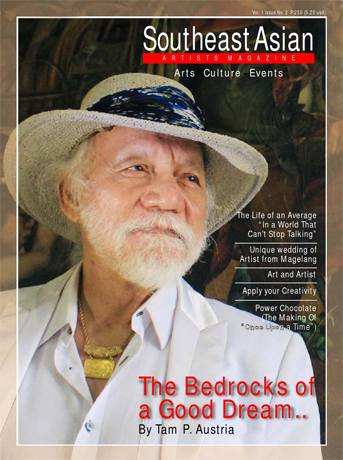 Vol. 1 Issue No. 2 P250 (5.25 usd)
Southeast Asian
ARTISTS MAGAZINE
Arts Culture Events
The Life of an Average
"In a World That
Can't Stop Talking"
Unique wedding of
Artist from Magelang
Art and Artist
Apply your Creativity
Power Chocolate
(The Making Of
"Once Upon a Time")
The Bedrocks of
a Good Dream..
By Tam P. Austria